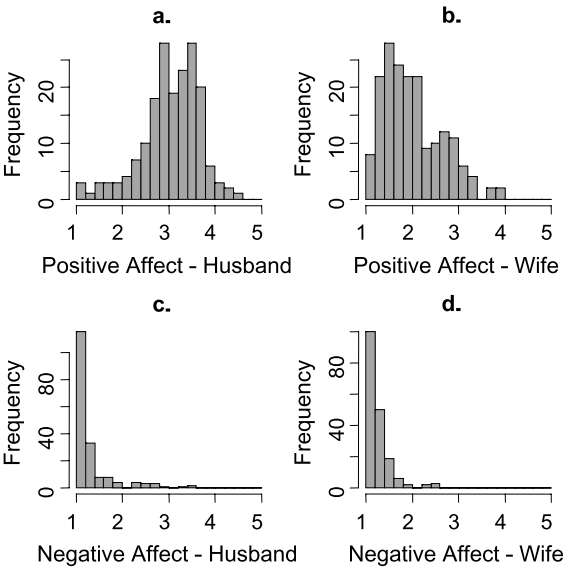 a.
Frequency
0 10 20
1 2 3 4 5
Positive Affect - Husband
b.
Frequency
0 10 20
1 2 3 4 5
Positive Affect - Wife
c.
Frequency
0 40 80
1 2 3 4 5
Negative Affect - Husband
d.
Frequency
0 40 80
1 2 3 4 5
Negative Affect - Wife